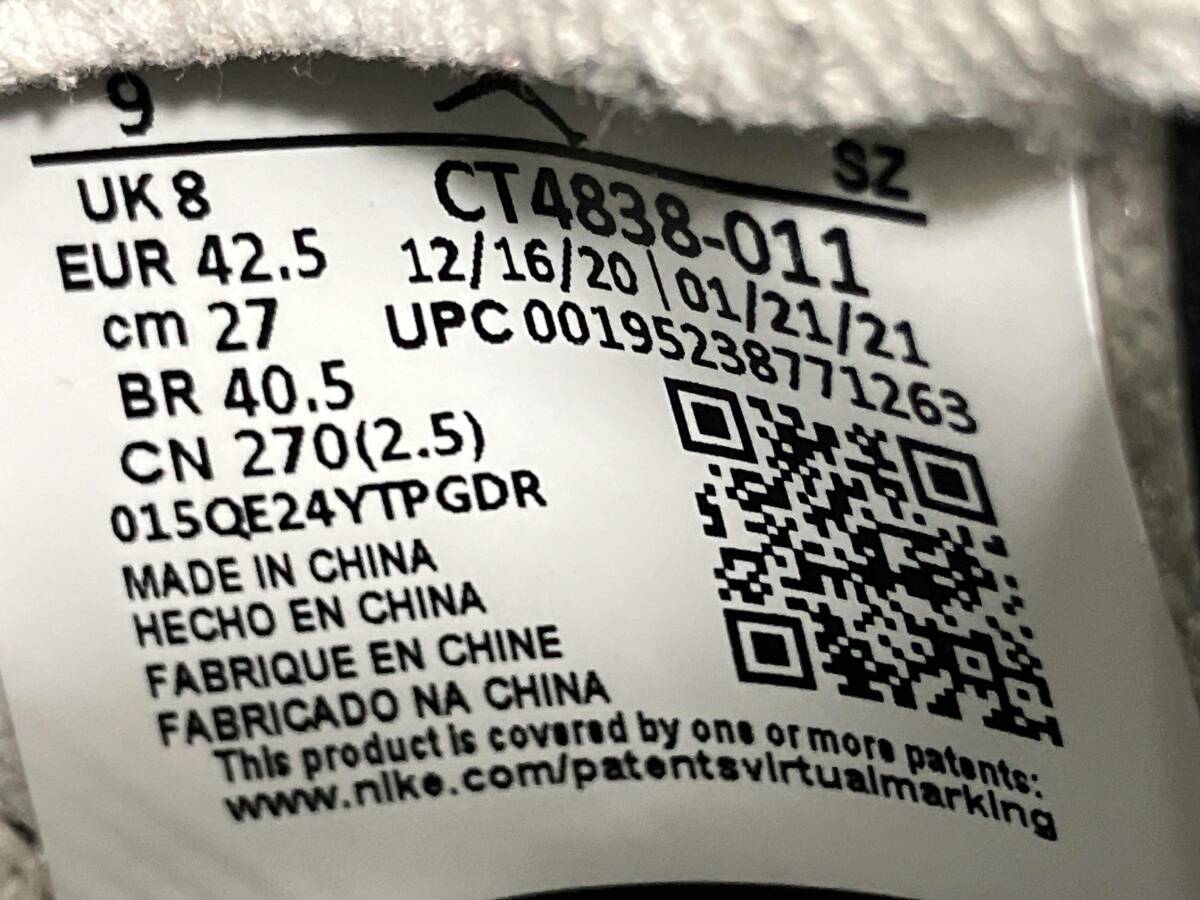 9 SZ
UK 8 CT4838-011
EUR 42.5 12/16/20 | 01/21/21
cm 27 UPC 00195238771263
BR 40.5
CN 270(2.5)
015QE24YTPGDR
MADE IN CHINA
HECHO EN CHINA
FABRIQUE EN CHINE
FABRICADO NA CHINA
This product is covered by one or more patents:
www.nike.com/patentsvirtualmarking